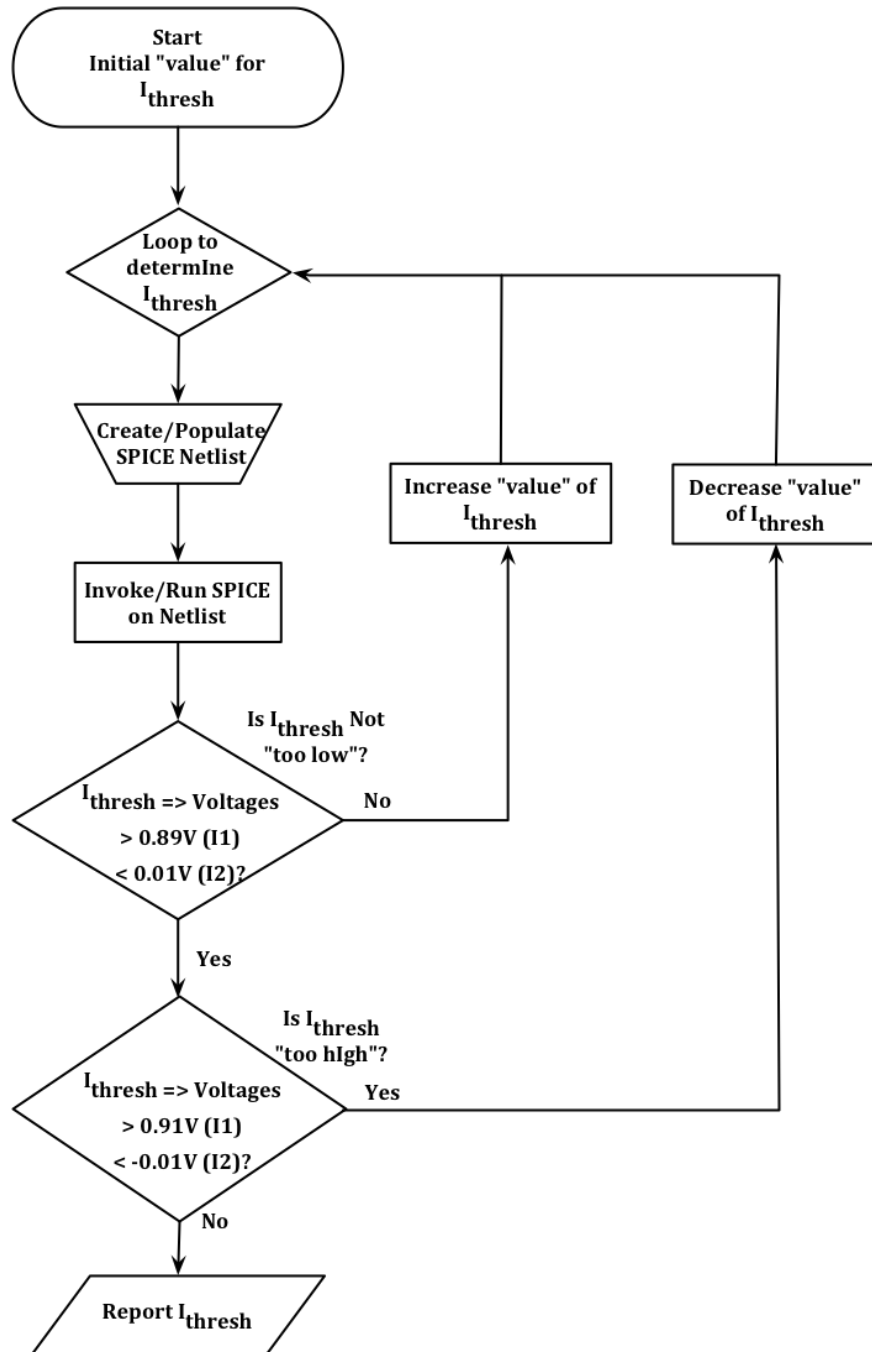 Start
Initial "value" for
Ithresh
Loop to
determIne
Ithresh
Create/Populate
SPICE Netlist
Increase "value" of
Ithresh
Decrease "value"
of Ithresh
Invoke/Run SPICE
on Netlist
Is Ithresh Not
"too low"?
Ithresh => Voltages
> 0.89V (I1)
< 0.01V (I2)?
No
Yes
Is Ithresh
"too hIgh"?
Ithresh => Voltages
> 0.91V (I1)
< -0.01V (I2)?
Yes
No
Report Ithresh